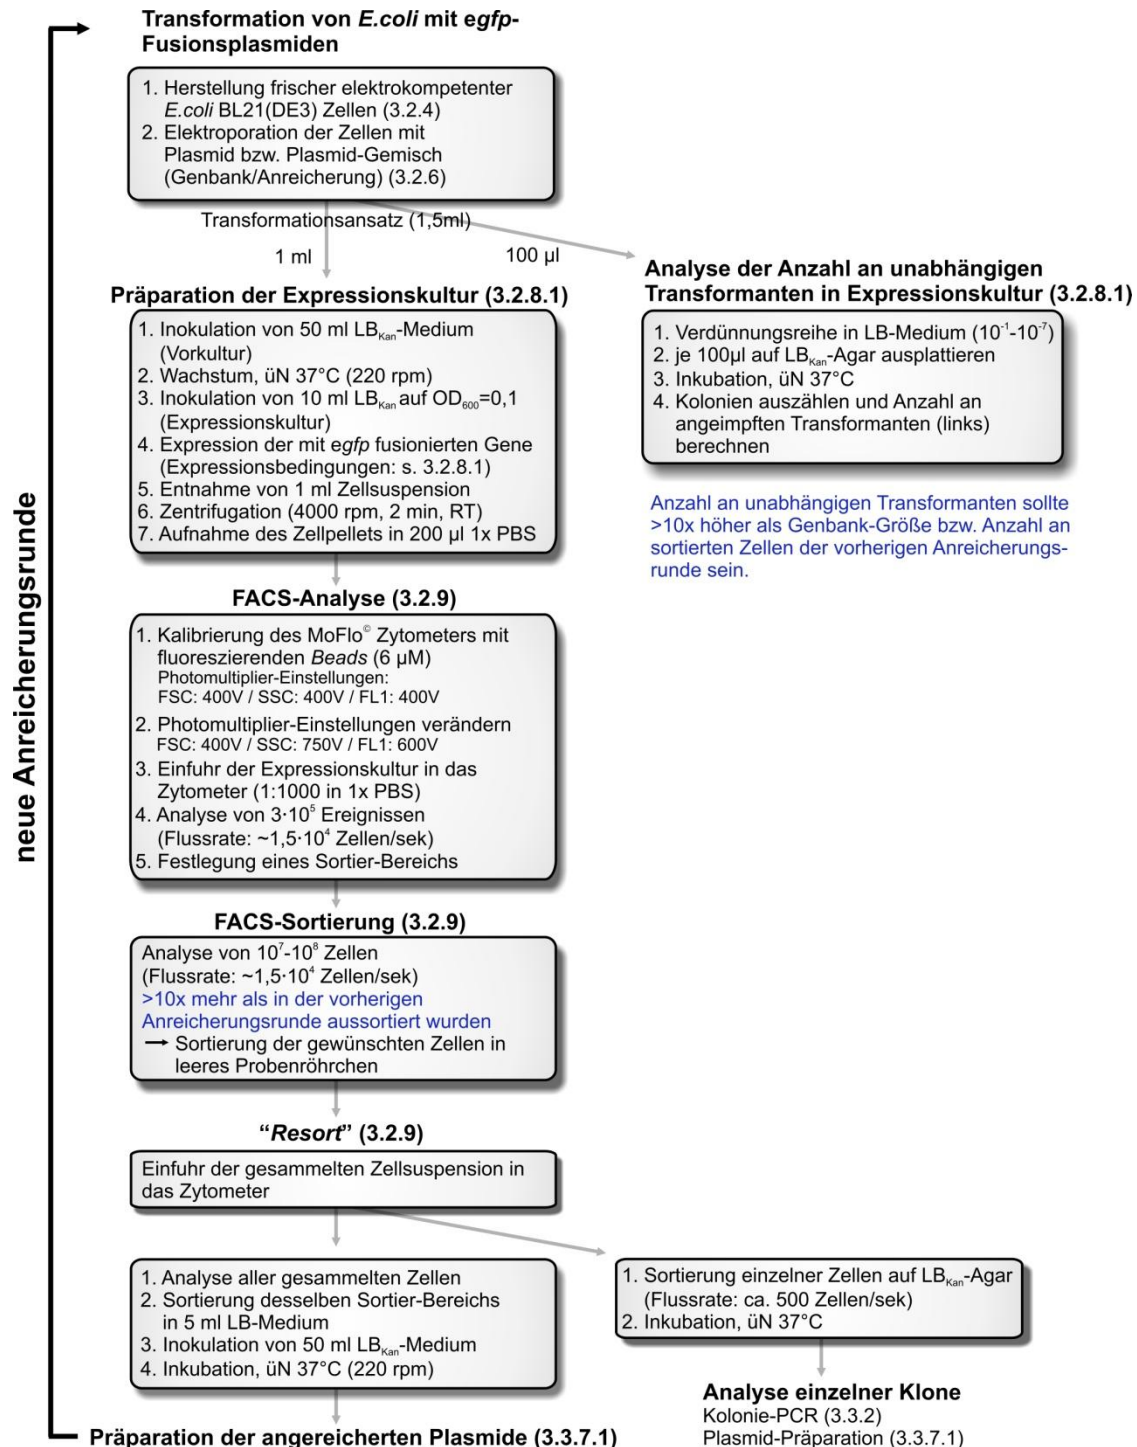 Transformation von E.coli mit egfp-
Fusionsplasmiden
1. Herstellung frischer elektrokompetenter
E.coli BL21(DE3) Zellen (3.2.4)
2. Elektroporation der Zellen mit
Plasmid bzw. Plasmid-Gemisch
(Genbank/Anreicherung) (3.2.6)
Transformationsansatz (1,5ml)
1 ml
100 µl
Präparation der Expressionskultur (3.2.8.1)
1. Inokulation von 50 ml LBKan-Medium
(Vorkultur)
2. Wachstum, üN 37°C (220 rpm)
3. Inokulation von 10 ml LBKan auf OD600=0,1
(Expressionskultur)
4. Expression der mit egfp fusionierten Gene
(Expressionsbedingungen: s. 3.2.8.1)
5. Entnahme von 1 ml Zellsuspension
6. Zentrifugation (4000 rpm, 2 min, RT)
7. Aufnahme des Zellpellets in 200 µl 1x PBS
Analyse der Anzahl an unabhängigen
Transformanten in Expressionskultur (3.2.8.1)
1. Verdünnungsreihe in LB-Medium (10⁻¹-10⁻⁷)
2. je 100µl auf LBKan-Agar ausplattieren
3. Inkubation, üN 37°C
4. Kolonien auszählen und Anzahl an
angeimpften Transformanten (links)
berechnen
Anzahl an unabhängigen Transformanten sollte
>10x höher als Genbank-Größe bzw. Anzahl an
sortierten Zellen der vorherigen Anreicherungs-
runde sein.
FACS-Analyse (3.2.9)
1. Kalibrierung des MoFlo© Zytometers mit
fluoreszierenden Beads (6 µM)
Photomultiplier-Einstellungen:
FSC: 400V / SSC: 400V / FL1: 400V
2. Photomultiplier-Einstellungen verändern
FSC: 400V / SSC: 750V / FL1: 600V
3. Einfuhr der Expressionskultur in das
Zytometer (1:1000 in 1x PBS)
4. Analyse von 3·10⁵ Ereignissen
(Flussrate: ~1,5·10⁴ Zellen/sek)
5. Festlegung eines Sortier-Bereichs
FACS-Sortierung (3.2.9)
Analyse von 10⁷-10⁸ Zellen
(Flussrate: ~1,5·10⁴ Zellen/sek)
>10x mehr als in der vorherigen
Anreicherungsrunde aussortiert wurden
→ Sortierung der gewünschten Zellen in
leeres Probenröhrchen
“Resort” (3.2.9)
Einfuhr der gesammelten Zellsuspension in
das Zytometer
1. Analyse aller gesammelten Zellen
2. Sortierung desselben Sortier-Bereichs
in 5 ml LB-Medium
3. Inokulation von 50 ml LBKan-Medium
4. Inkubation, üN 37°C (220 rpm)
1. Sortierung einzelner Zellen auf LBKan-Agar
(Flussrate: ca. 500 Zellen/sek)
2. Inkubation, üN 37°C
Analyse einzelner Klone
Kolonie-PCR (3.3.2)
Plasmid-Präparation (3.3.7.1)
Präparation der angereicherten Plasmide (3.3.7.1)
neue Anreicherungsrunde